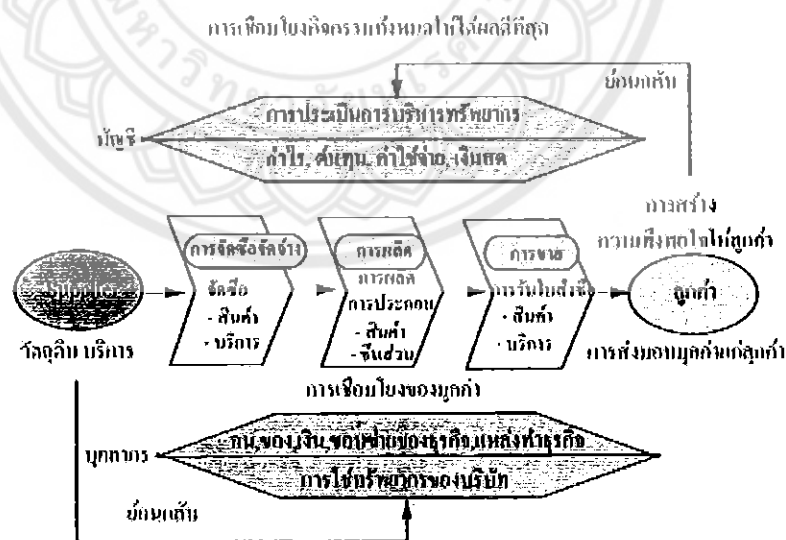 การเชื่อมโยงกิจกรรมทั้งหมดให้ได้ผลดีที่สุด
ย้อนกลับ
การประเมินการบริหารทรัพยากร
บัญชี
กำไร, ต้นทุน, ค่าใช้จ่าย, เงินสด
การสร้าง
ความพึงพอใจให้ลูกค้า
การจัดซื้อจัดจ้าง
การผลิต
การขาย
Supplier
จัดซื้อ
- สินค้า
- บริการ
การผลิต
การประกอบ
- สินค้า
- ชิ้นส่วน
การรับใบสั่งซื้อ
- สินค้า
- บริการ
ลูกค้า
วัตถุดิบ บริการ
การส่งมอบมูลค่าแก่ลูกค้า
การเชื่อมโยงของมูลค่า
คน,ของ,เงิน,ขอบข่ายของธุรกิจ,แหล่งทำธุรกิจ
บุคลากร
การใช้ทรัพยากรของบริษัท
ย้อนกลับ